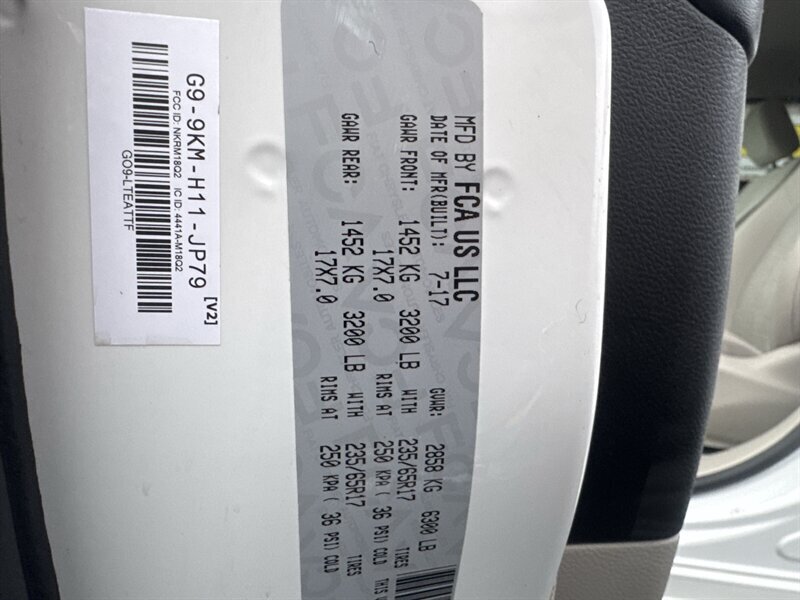 MFD BY FCA US LLC
DATE OF MFR(BUILT): 7-17 GVWR: 2858 KG 6300 LB
GAWR FRONT: 1452 KG 3200 LB WITH 235/65R17 TIRES
17X7.0 RIMS AT 250 KPA ( 36 PSI) COLD
GAWR REAR: 1452 KG 3200 LB WITH 235/65R17 TIRES
17X7.0 RIMS AT 250 KPA ( 36 PSI) COLD
THIS
G9-9KM-H11-JP79 [V2]
FCC ID: NKRM18Q2 IC ID: 4441A-M18Q2
GO9-LTEATTF